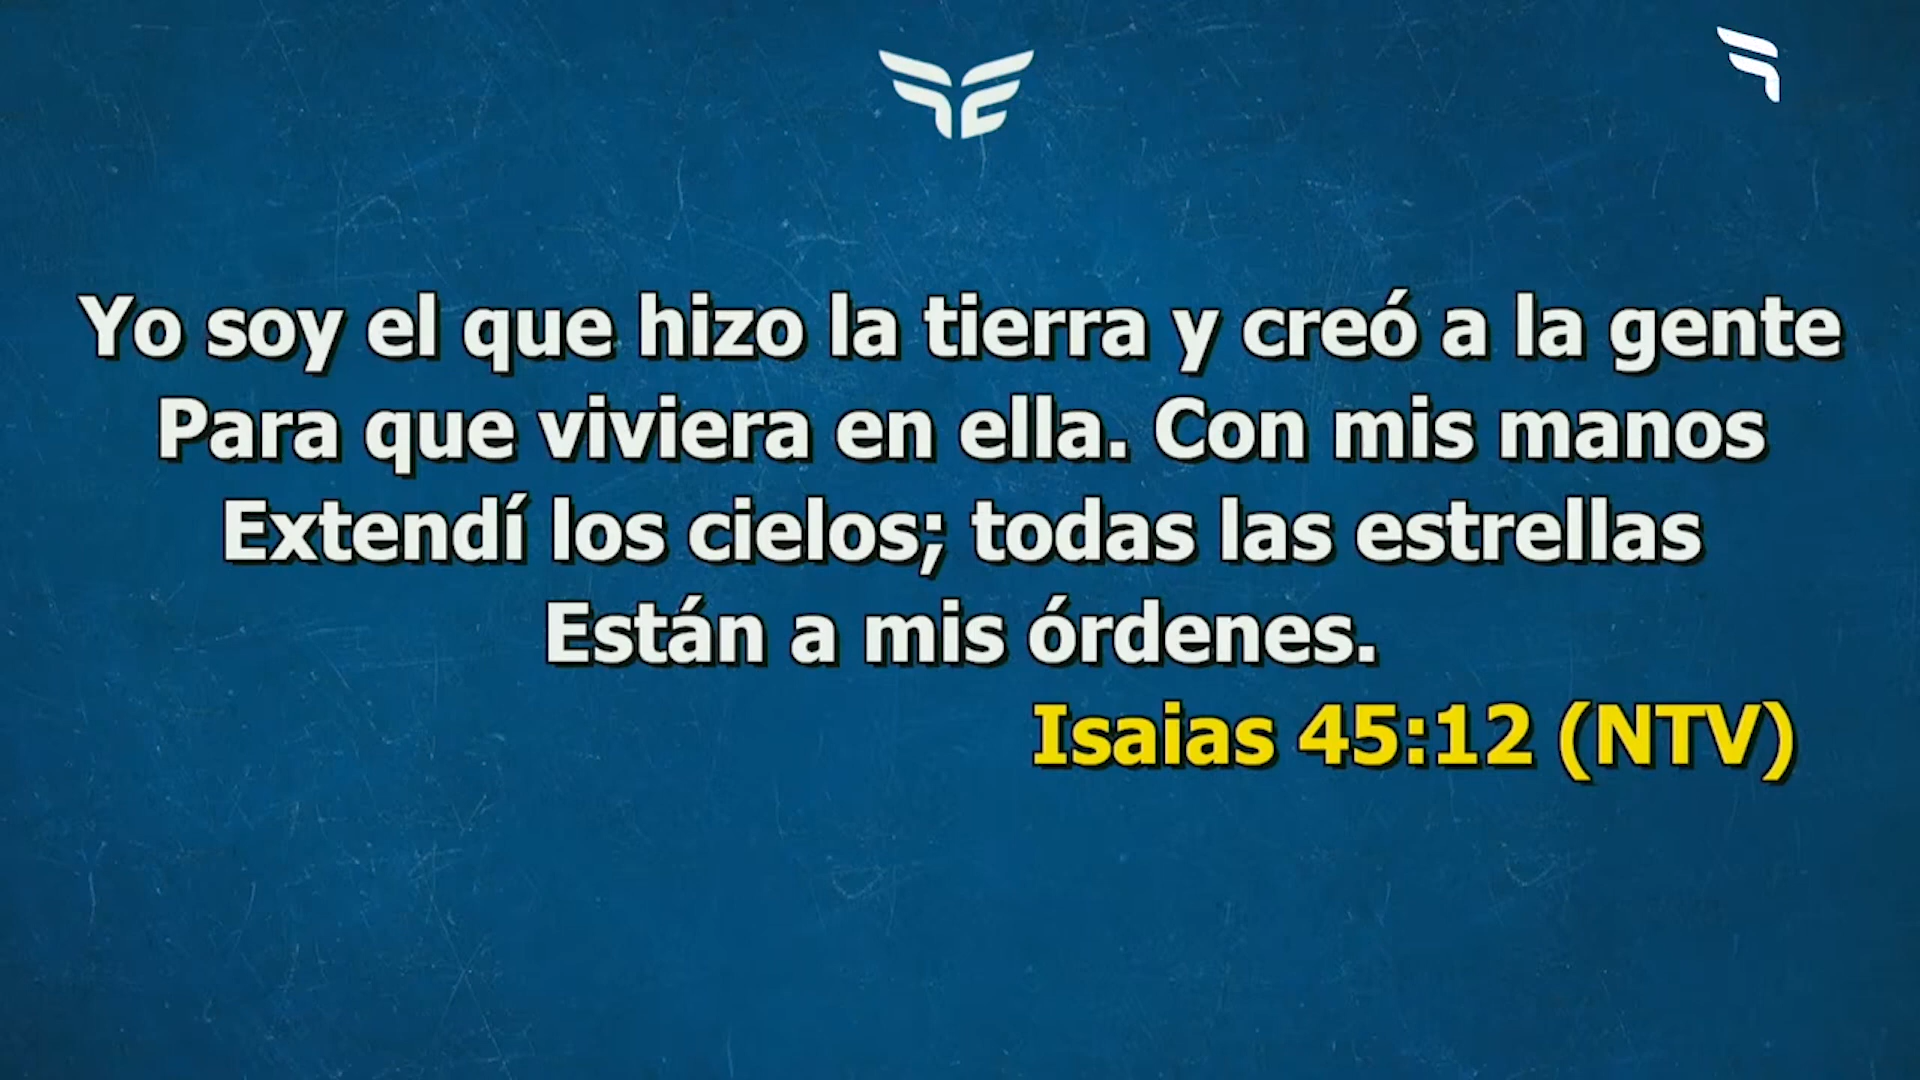 Yo soy el que hizo la tierra y creó a la gente
Para que viviera en ella. Con mis manos
Extendí los cielos; todas las estrellas
Están a mis órdenes.
Isaias 45:12 (NTV)